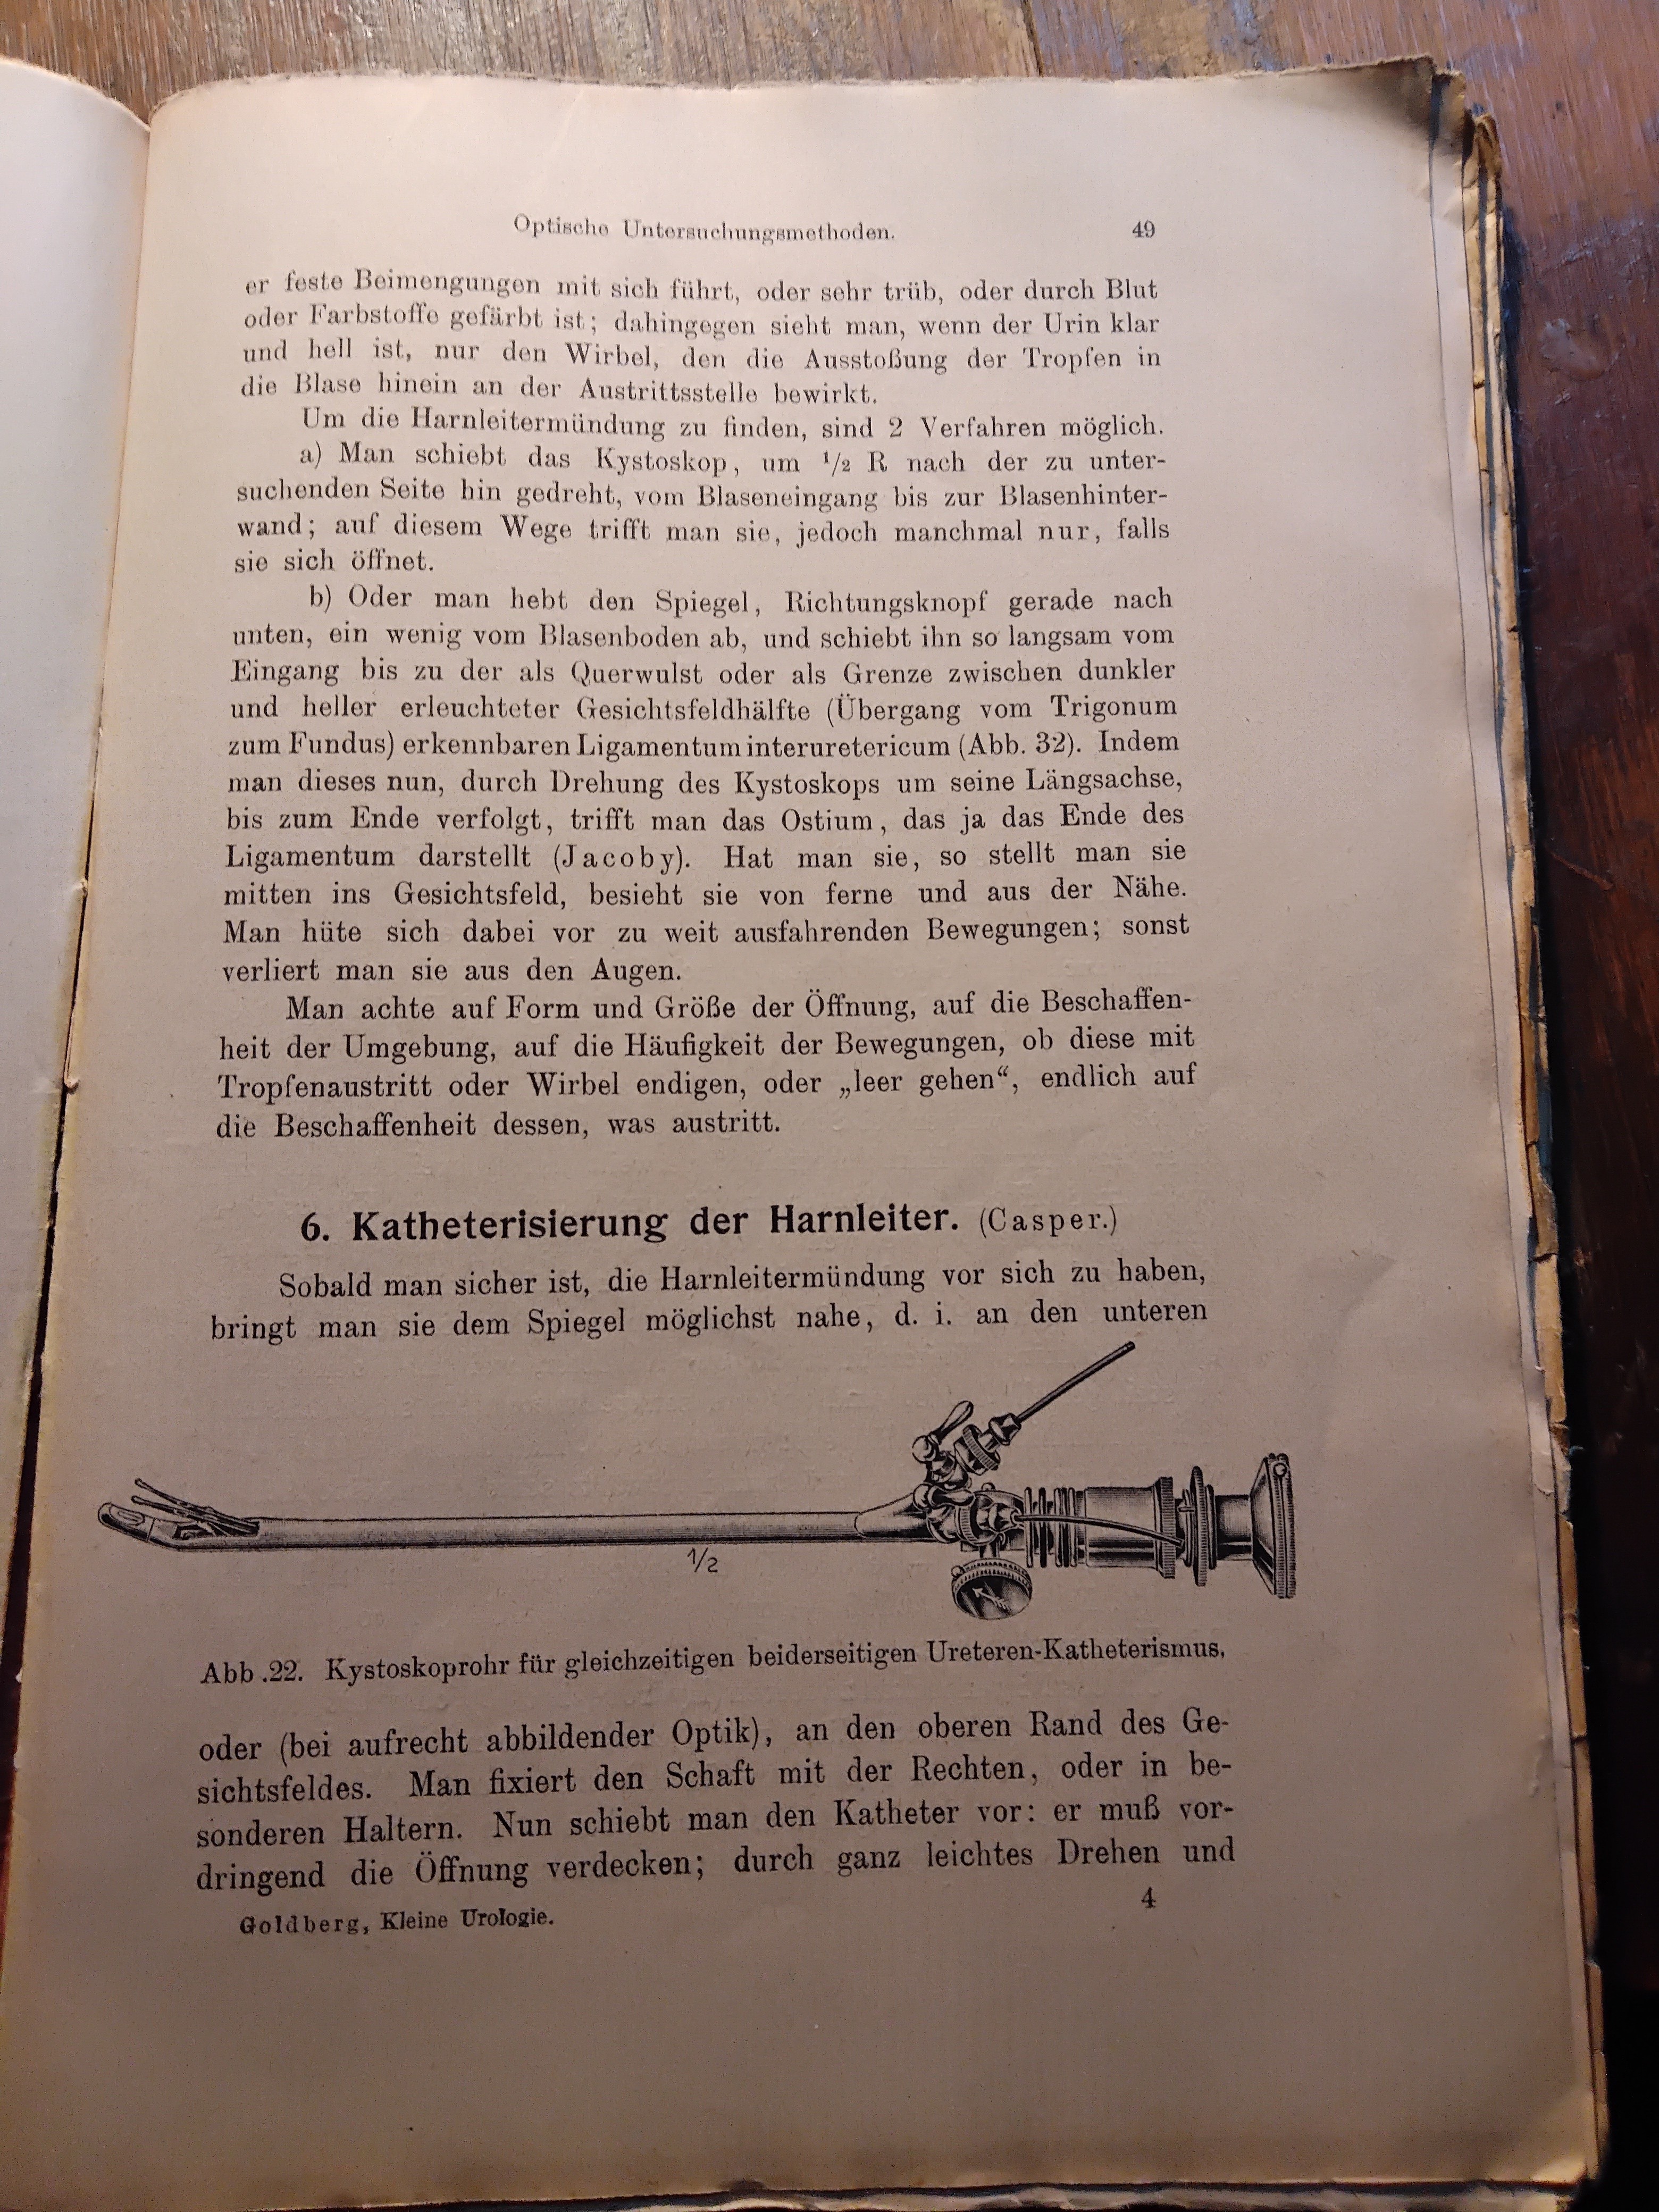 Optische Untersuchungsmethoden. 49
er feste Beimengungen mit sich führt, oder sehr trüb, oder durch Blut
oder Farbstoffe gefärbt ist; dahingegen sieht man, wenn der Urin klar
und hell ist, nur den Wirbel, den die Ausstoßung der Tropfen in
die Blase hinein an der Austrittsstelle bewirkt.
Um die Harnleitermündung zu finden, sind 2 Verfahren möglich.
a) Man schiebt das Kystoskop, um 1/2 R nach der zu unter-
suchenden Seite hin gedreht, vom Blaseneingang bis zur Blasenhinter-
wand; auf diesem Wege trifft man sie, jedoch manchmal nur, falls
sie sich öffnet.
b) Oder man hebt den Spiegel, Richtungsknopf gerade nach
unten, ein wenig vom Blasenboden ab, und schiebt ihn so langsam vom
Eingang bis zu der als Querwulst oder als Grenze zwischen dunkler
und heller erleuchteter Gesichtsfeldhälfte (Übergang vom Trigonum
zum Fundus) erkennbaren Ligamentum interuretericum (Abb. 32). Indem
man dieses nun, durch Drehung des Kystoskops um seine Längsachse,
bis zum Ende verfolgt, trifft man das Ostium, das ja das Ende des
Ligamentum darstellt (Jacoby). Hat man sie, so stellt man sie
mitten ins Gesichtsfeld, besieht sie von ferne und aus der Nähe.
Man hüte sich dabei vor zu weit ausfahrenden Bewegungen; sonst
verliert man sie aus den Augen.
Man achte auf Form und Größe der Öffnung, auf die Beschaffen-
heit der Umgebung, auf die Häufigkeit der Bewegungen, ob diese mit
Tropfenaustritt oder Wirbel endigen, oder „leer gehen“, endlich auf
die Beschaffenheit dessen, was austritt.
6. Katheterisierung der Harnleiter. (Casper.)
Sobald man sicher ist, die Harnleitermündung vor sich zu haben,
bringt man sie dem Spiegel möglichst nahe, d. i. an den unteren
1/2
Abb .22. Kystoskoprohr für gleichzeitigen beiderseitigen Ureteren-Katheterismus,
oder (bei aufrecht abbildender Optik), an den oberen Rand des Ge-
sichtsfeldes. Man fixiert den Schaft mit der Rechten, oder in be-
sonderen Haltern. Nun schiebt man den Katheter vor: er muß vor-
dringend die Öffnung verdecken; durch ganz leichtes Drehen und
Goldberg, Kleine Urologie. 4